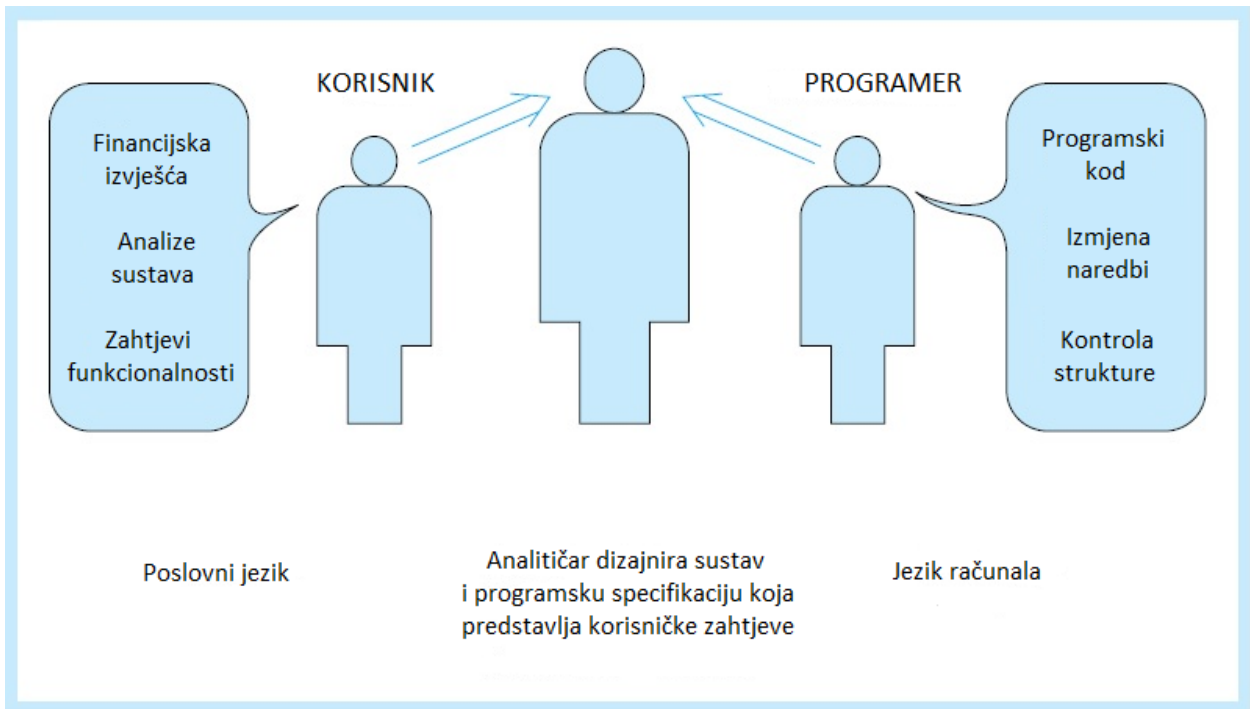 KORISNIK
PROGRAMER
Financijska
izvješća
Analize
sustava
Zahtjevi
funkcionalnosti
Programski
kod
Izmjena
naredbi
Kontrola
strukture
Poslovni jezik
Analitičar dizajnira sustav
i programsku specifikaciju koja
predstavlja korisničke zahtjeve
Jezik računala